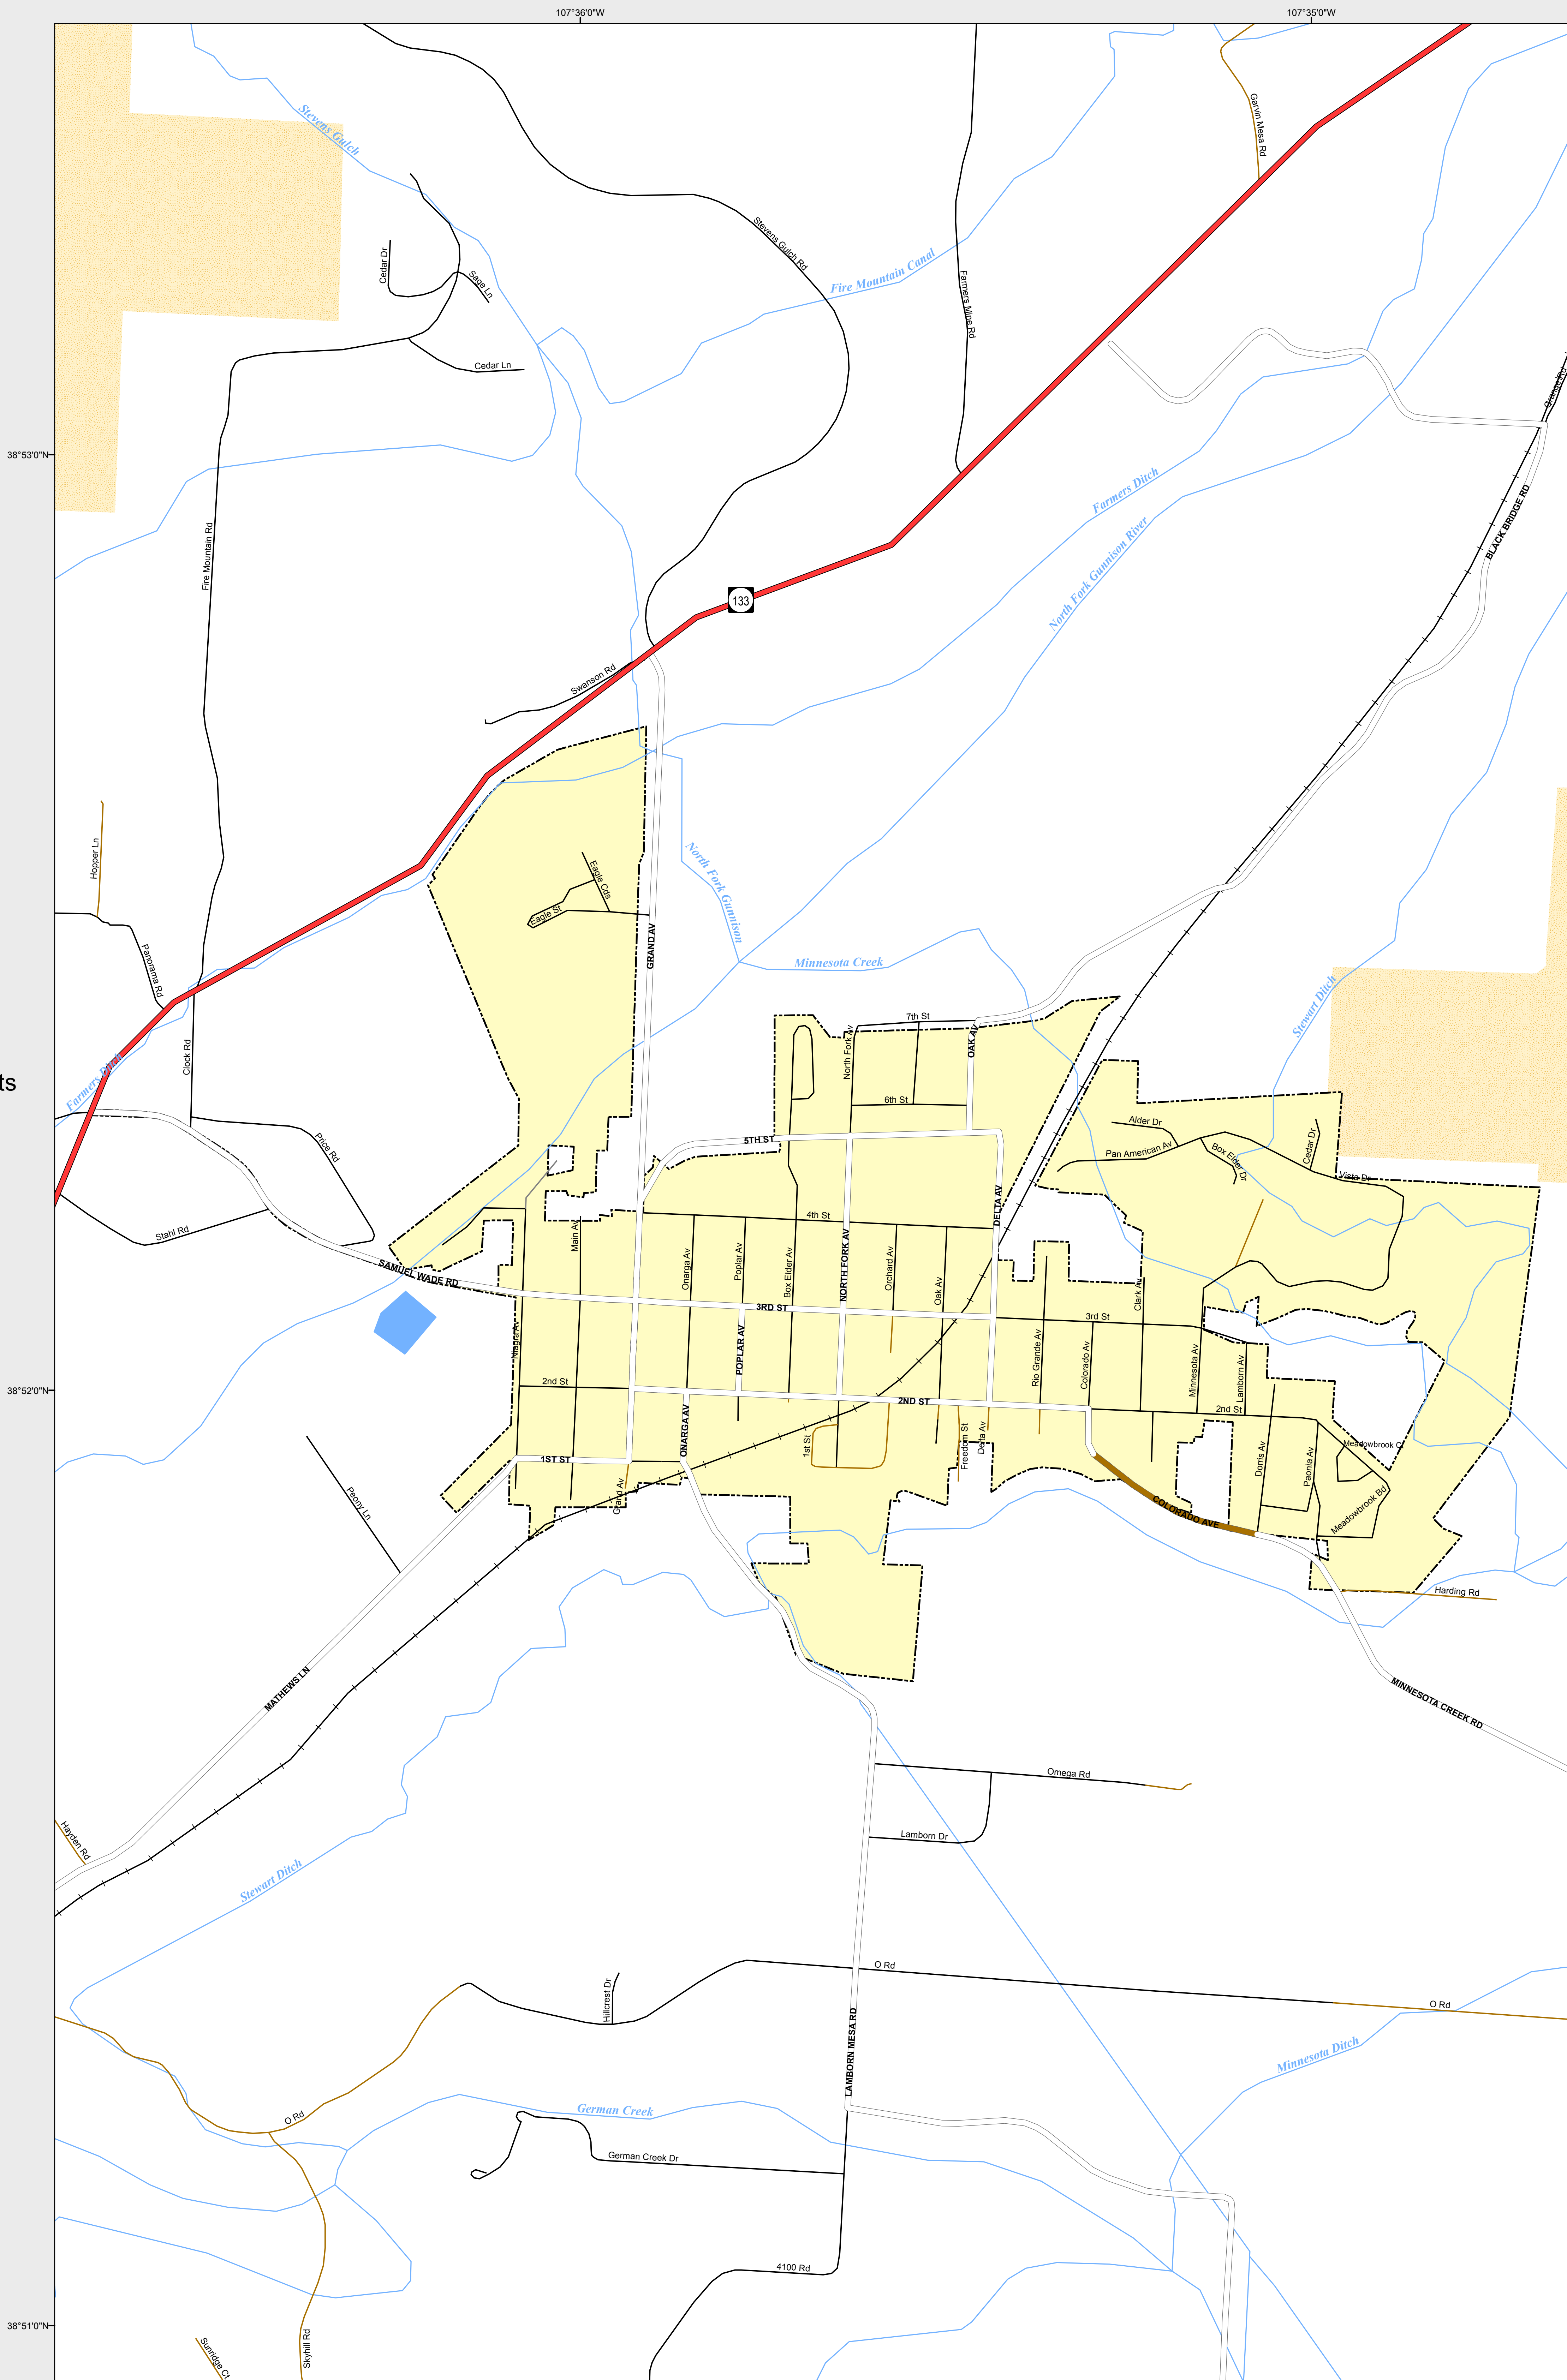 107°36'0"W
107°35'0"W
Stevens Gulch
Garvin Mesa Rd
Cedar Dr
Sage Ln
Stevens Gulch Rd
Fire Mountain Canal
Farmers Mine Rd
Cedar Ln
Grange Rd
38°53'0"N
Farmers Ditch
BLACK BRIDGE RD
Fire Mountain Rd
North Fork Gunnison River
133
Swanson Rd
Hopper Ln
Eagle Cds
Eagle St
GRAND AV
North Fork Gunnison
Panorama Rd
Minnesota Creek
Stewart Ditch
7th St
North Fork Av
OAK AV
Clock Rd
ts
Farmers Ditch
6th St
Alder Dr
Price Rd
5TH ST
Pan American Av
Box Elder Dr
Cedar Dr
Vista Dr
Stahl Rd
Main Av
4th St
DELTA AV
SAMUEL WADE RD
Onarga Av
Poplar Av
Box Elder Av
NORTH FORK AV
Orchard Av
Oak Av
Clark Av
3RD ST
3rd St
Niagra Av
POPLAR AV
Rio Grande Av
Colorado Av
Minnesota Av
Lamborn Av
38°52'0"N
2nd St
2ND ST
2nd St
ONARGA AV
1st St
Freedom St
Delta Av
1ST ST
Dorris Av
Paonia Av
Meadowbrook C
Grand Av
Peony Ln
COLORADO AVE
Meadowbrook Bd
Harding Rd
MATHEWS LN
MINNESOTA CREEK RD
Omega Rd
Hayden Rd
Lamborn Dr
Stewart Ditch
O Rd
Hillcrest Dr
O Rd
LAMBORN MESA RD
Minnesota Ditch
O Rd
German Creek
German Creek Dr
4100 Rd
38°51'0"N
Skyhill Rd
Sunridge Ct